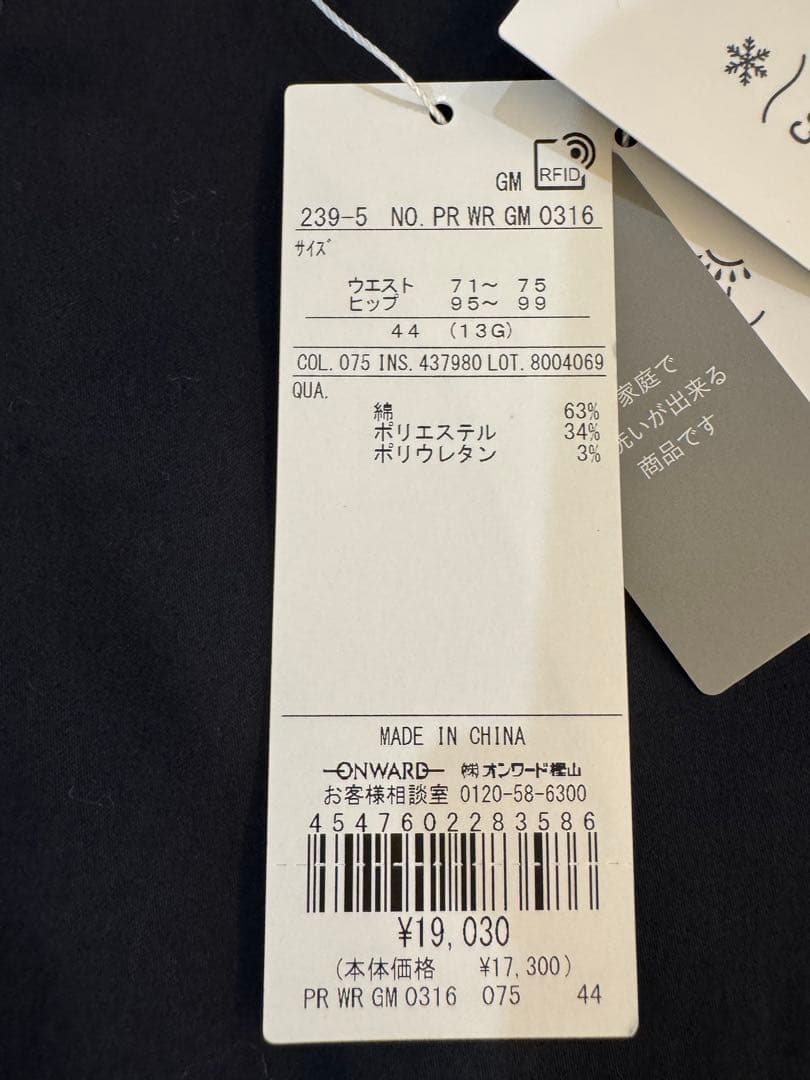 GM RFID
239-5 NO. PR WR GM 0316
サイズ
ウエスト 71～ 75
ヒップ 95～ 99
44 (13G)
COL. 075 INS. 437980 LOT. 8004069
QUA.
綿 63%
ポリエステル 34%
ポリウレタン 3%
MADE IN CHINA
ONWARD ㈱オンワード樫山
お客様相談室 0120-58-6300
4547602283586
¥19,030
(本体価格 ¥17,300)
PR WR GM 0316 075 44
家庭で
洗いが出来る
商品です